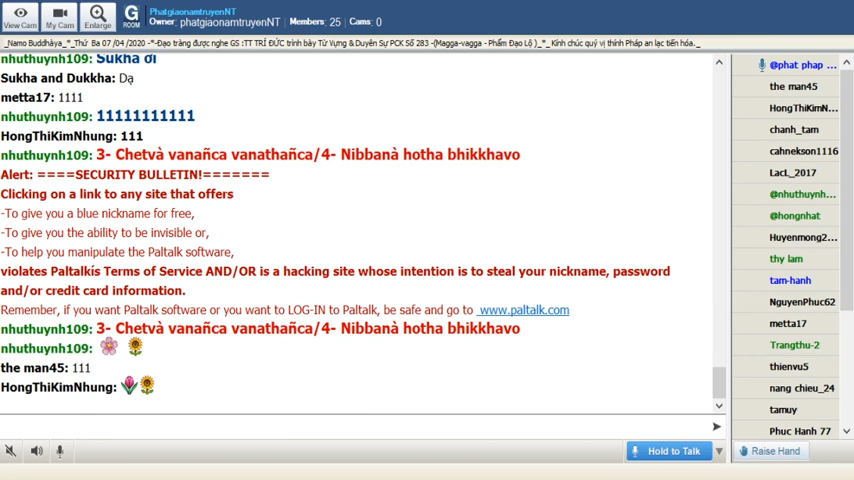 View Cam
My Cam
Enlarge
G
ROOM
PhatgiaonamtruyenNT
Owner: phatgiaonamtruyenNT Members: 25 Cams: 0
_Namo Buddhàya_*_Thứ Ba 07 /04 /2020 -*-Đạo tràng được nghe GS :TT TRÍ ĐỨC trình bày Từ Vựng & Duyên Sự PCK Số 283 -(Magga-vagga - Phẩm Đạo Lộ )_*_ Kính chúc quý vị thính Pháp an lạc tiến hóa._
nhuthuynh109: Sukha ơi
Sukha and Dukkha: Dạ
metta17: 1111
nhuthuynh109: 11111111111
HongThiKimNhung: 111
nhuthuynh109: 3- Chetvà vanañca vanathañca/4- Nibbanà hotha bhikkhavo
Alert: ====SECURITY BULLETIN!=======
Clicking on a link to any site that offers
-To give you a blue nickname for free,
-To give you the ability to be invisible or,
-To help you manipulate the Paltalk software,
violates Paltalkís Terms of Service AND/OR is a hacking site whose intention is to steal your nickname, password
and/or credit card information.
Remember, if you want Paltalk software or you want to LOG-IN to Paltalk, be safe and go to www.paltalk.com
nhuthuynh109: 3- Chetvà vanañca vanathañca/4- Nibbanà hotha bhikkhavo
nhuthuynh109:
the man45: 111
HongThiKimNhung:
@phat phap ...
the man45
HongThiKimN...
chanh_tam
cahnekson1116
LacL_2017
@nhuthuynh...
@hongnhat
Huyenmong2...
thy lam
tam-hanh
NguyenPhuc62
metta17
Trangthu-2
thienvu5
nang chieu_24
tamuy
Phuc Hanh 77
Hold to Talk
Raise Hand